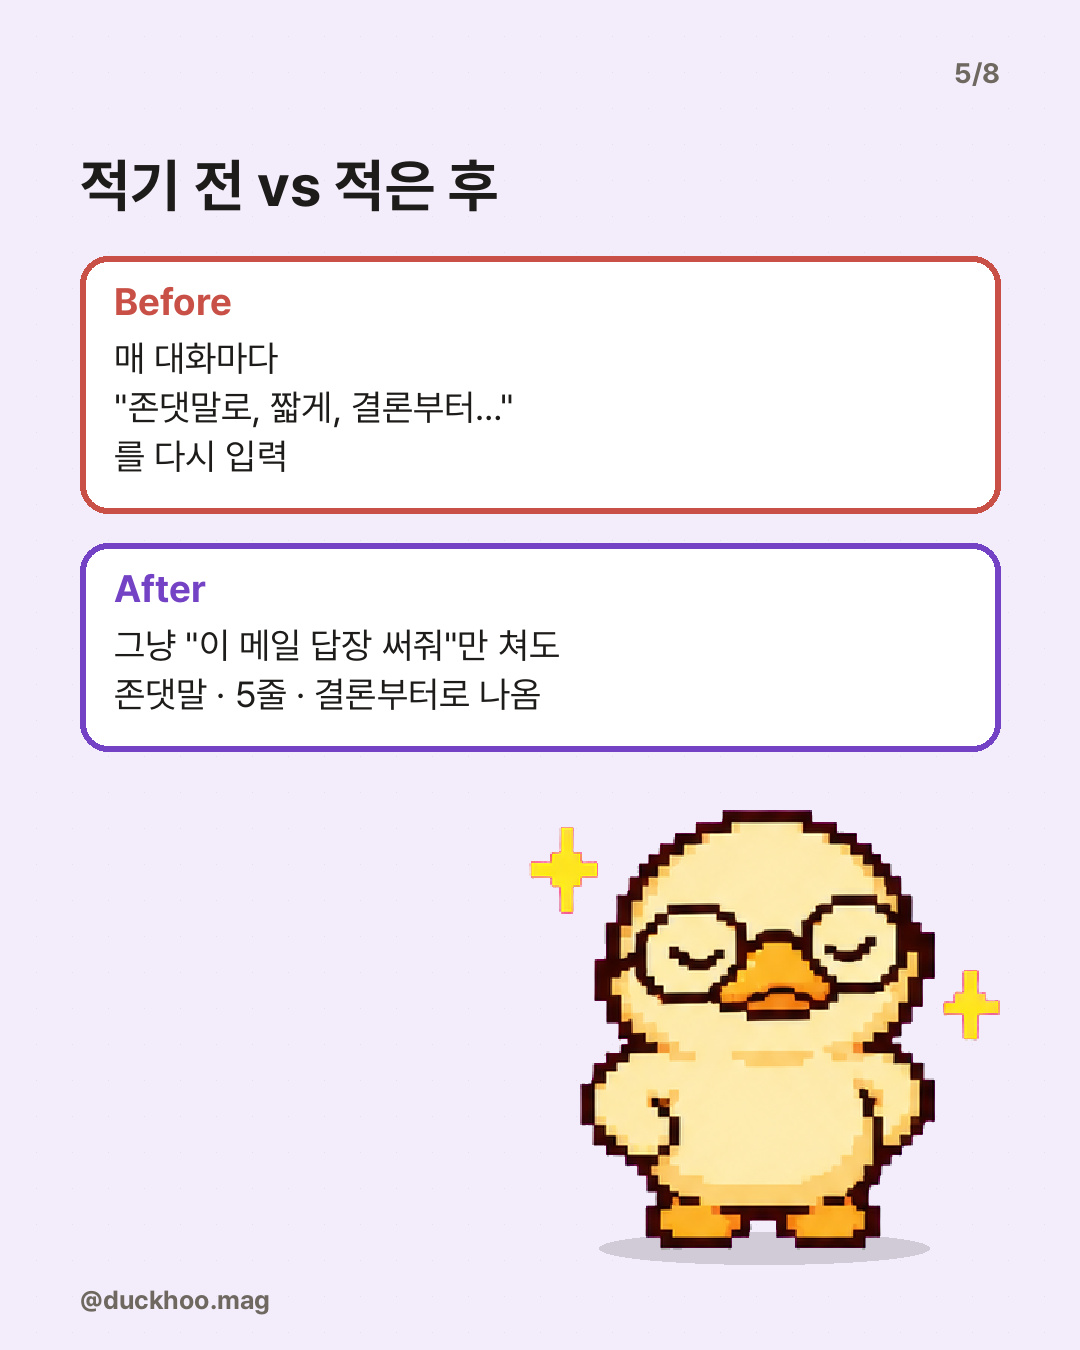 5/8
적기 전 vs 적은 후
Before
매 대화마다
"존댓말로, 짧게, 결론부터..."
를 다시 입력
After
그냥 "이 메일 답장 써줘"만 쳐도
존댓말 · 5줄 · 결론부터로 나옴
@duckhoo.mag